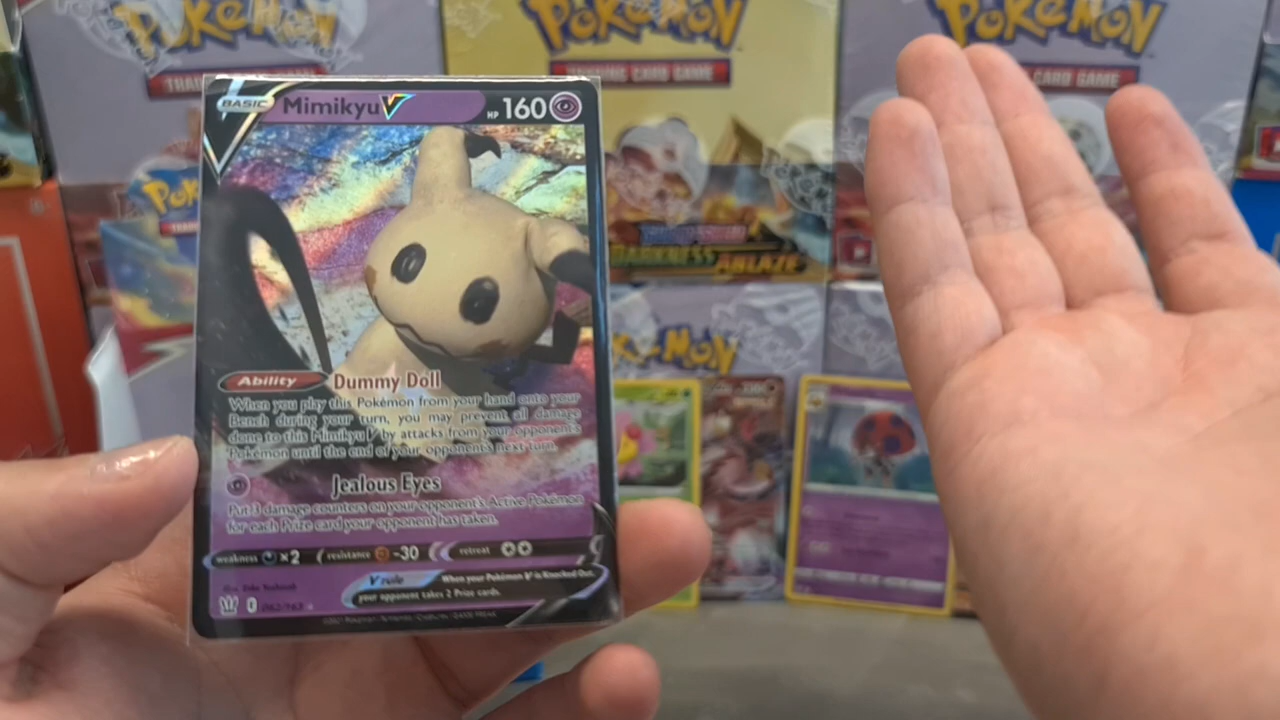 POKéMON
POKéMON
POKéMON
TRADING CARD GAME
CARD GAME
BASIC
Mimikyu V
HP 160
DARKNESS ABLAZE
Ability Dummy Doll
When you play this Pokémon from your hand onto your
Bench during your turn, you may prevent all damage
done to this Mimikyu V by attacks from your opponent's
Pokémon until the end of your opponent's next turn.
Jealous Eyes
Put 3 damage counters on your opponent's Active Pokémon
for each Prize card your opponent has taken.
weakness ×2 resistance -30 retreat
V rule When your Pokémon V is Knocked Out,
your opponent takes 2 Prize cards.
062/163